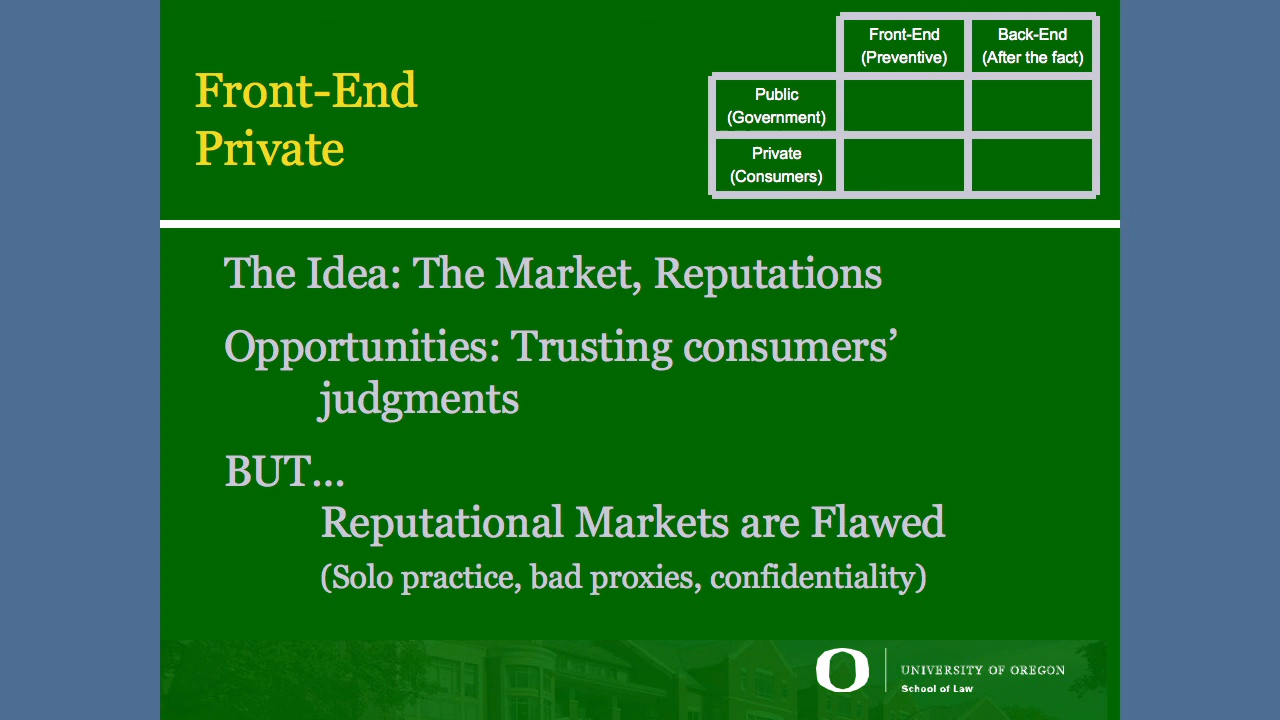 Front-End
Private
Front-End
(Preventive)
Back-End
(After the fact)
Public
(Government)
Private
(Consumers)
The Idea: The Market, Reputations
Opportunities: Trusting consumers’
judgments
BUT…
Reputational Markets are Flawed
(Solo practice, bad proxies, confidentiality)
UNIVERSITY OF OREGON
School of Law